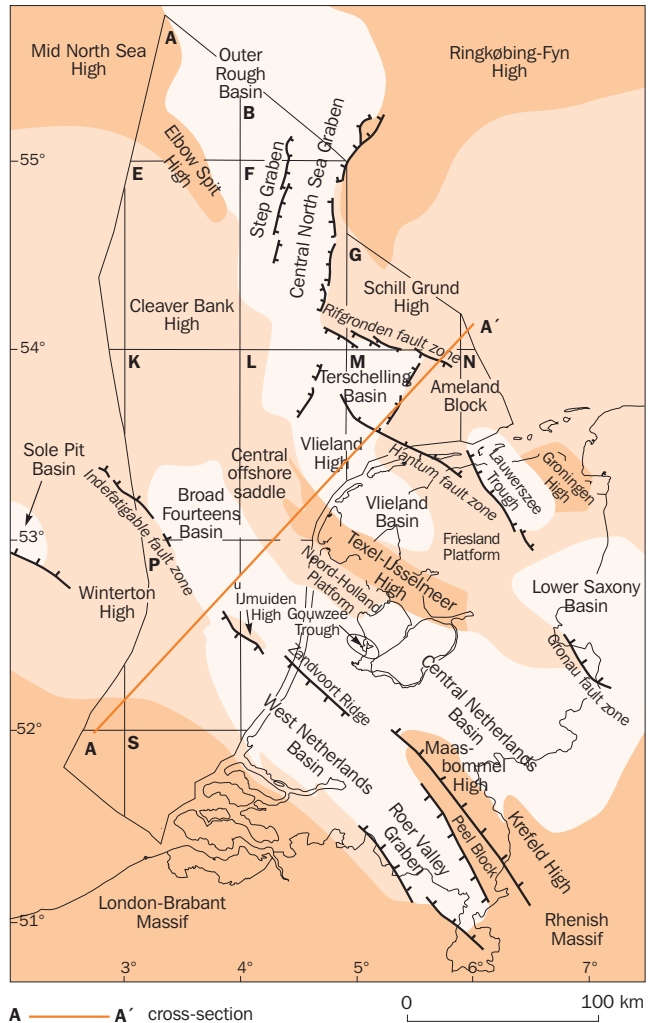 A
Mid North Sea
High
Outer
Rough
Basin
Ringkøbing-Fyn
High
B
Elbow Spit
High
55°
E
F
Step Graben
Central North Sea Graben
G
Schill Grund
High
Cleaver Bank
High
Rifgronden fault zone
A´
54°
K
L
M
N
Terschelling
Basin
Ameland
Block
Vlieland
High
Hantum fault zone
Lauwerszee
Trough
Groningen
High
Sole Pit
Basin
Central
offshore
saddle
Indefatigable fault zone
Broad
Fourteens
Basin
Vlieland
Basin
Friesland
Platform
53°
P
Texel-IJsselmeer
High
Noord-Holland
Platform
Winterton
High
Lower Saxony
Basin
u
IJmuiden
High
Gouwzee
Trough
Gronau fault zone
Zandvoort Ridge
Central Netherlands
Basin
52°
A
S
West Netherlands
Basin
Maas-
bommel
High
Roer Valley
Graben
Peel Block
Krefeld High
London-Brabant
Massif
51°
Rhenish
Massif
3°
4°
5°
6°
7°
A
A´ cross-section
0
100 km